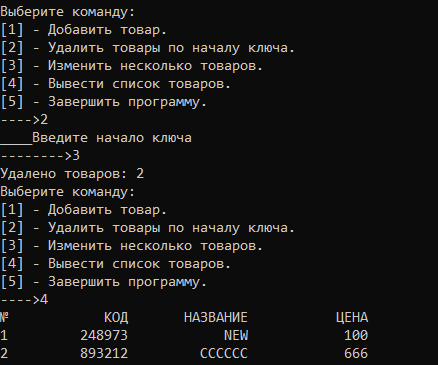 Выберите команду:
[1] - Добавить товар.
[2] - Удалить товары по началу ключа.
[3] - Изменить несколько товаров.
[4] - Вывести список товаров.
[5] - Завершить программу.
---->2
____Введите начало ключа
-------->3
Удалено товаров: 2
Выберите команду:
[1] - Добавить товар.
[2] - Удалить товары по началу ключа.
[3] - Изменить несколько товаров.
[4] - Вывести список товаров.
[5] - Завершить программу.
---->4
№ КОД НАЗВАНИЕ ЦЕНА
1 248973 NEW 100
2 893212 CCCCCC 666